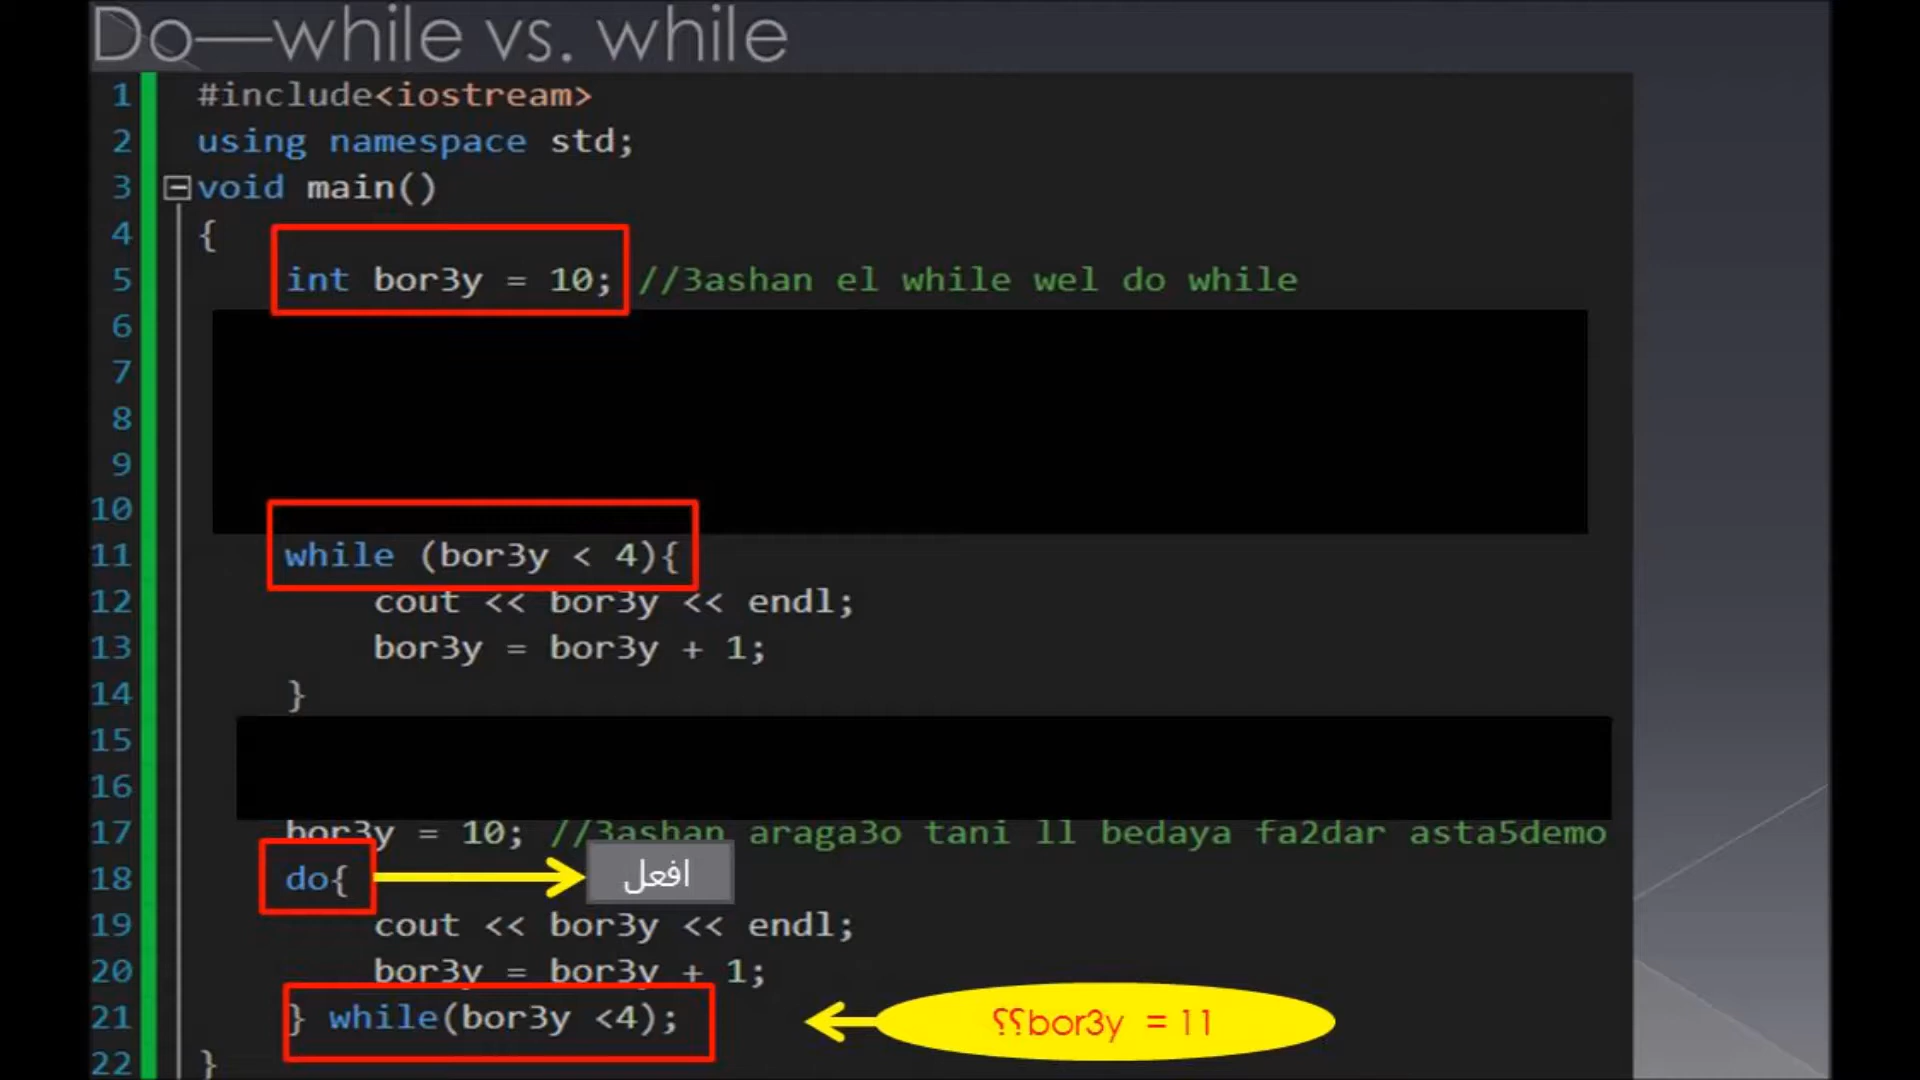 Do—while vs. while
1 #include<iostream>
2 using namespace std;
3 void main()
4 {
5 int bor3y = 10; //3ashan el while wel do while
6
7
8
9
10
11 while (bor3y < 4){
12 cout << bor3y << endl;
13 bor3y = bor3y + 1;
14 }
15
16
17 bor3y = 10; //3ashan araga3o tani ll bedaya fa2dar asta5demo
18 do{ افعل
19 cout << bor3y << endl;
20 bor3y = bor3y + 1;
21 } while(bor3y <4); ؟؟bor3y = 11
22 }